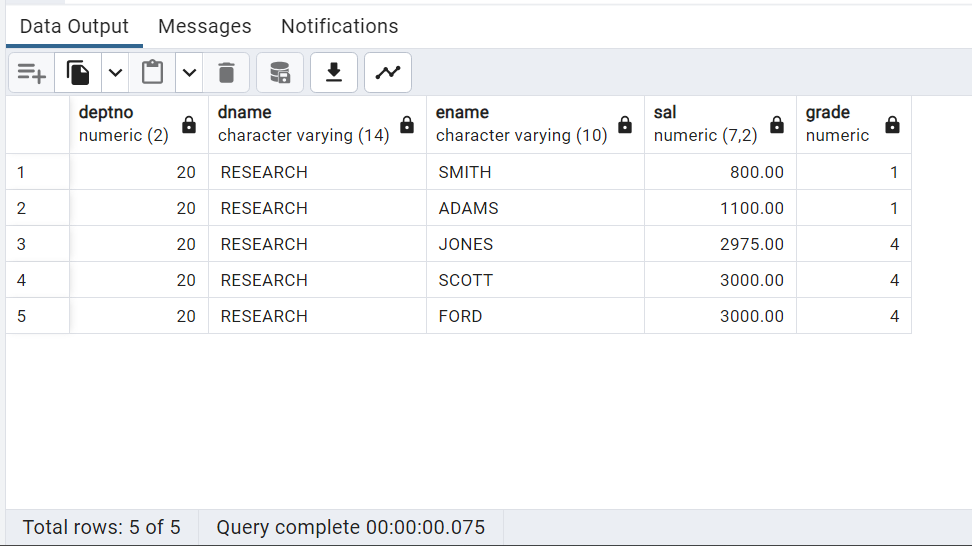 Data Output Messages Notifications
deptno dname ename sal grade
numeric (2) character varying (14) character varying (10) numeric (7,2) numeric
1 20 RESEARCH SMITH 800.00 1
2 20 RESEARCH ADAMS 1100.00 1
3 20 RESEARCH JONES 2975.00 4
4 20 RESEARCH SCOTT 3000.00 4
5 20 RESEARCH FORD 3000.00 4
Total rows: 5 of 5 Query complete 00:00:00.075